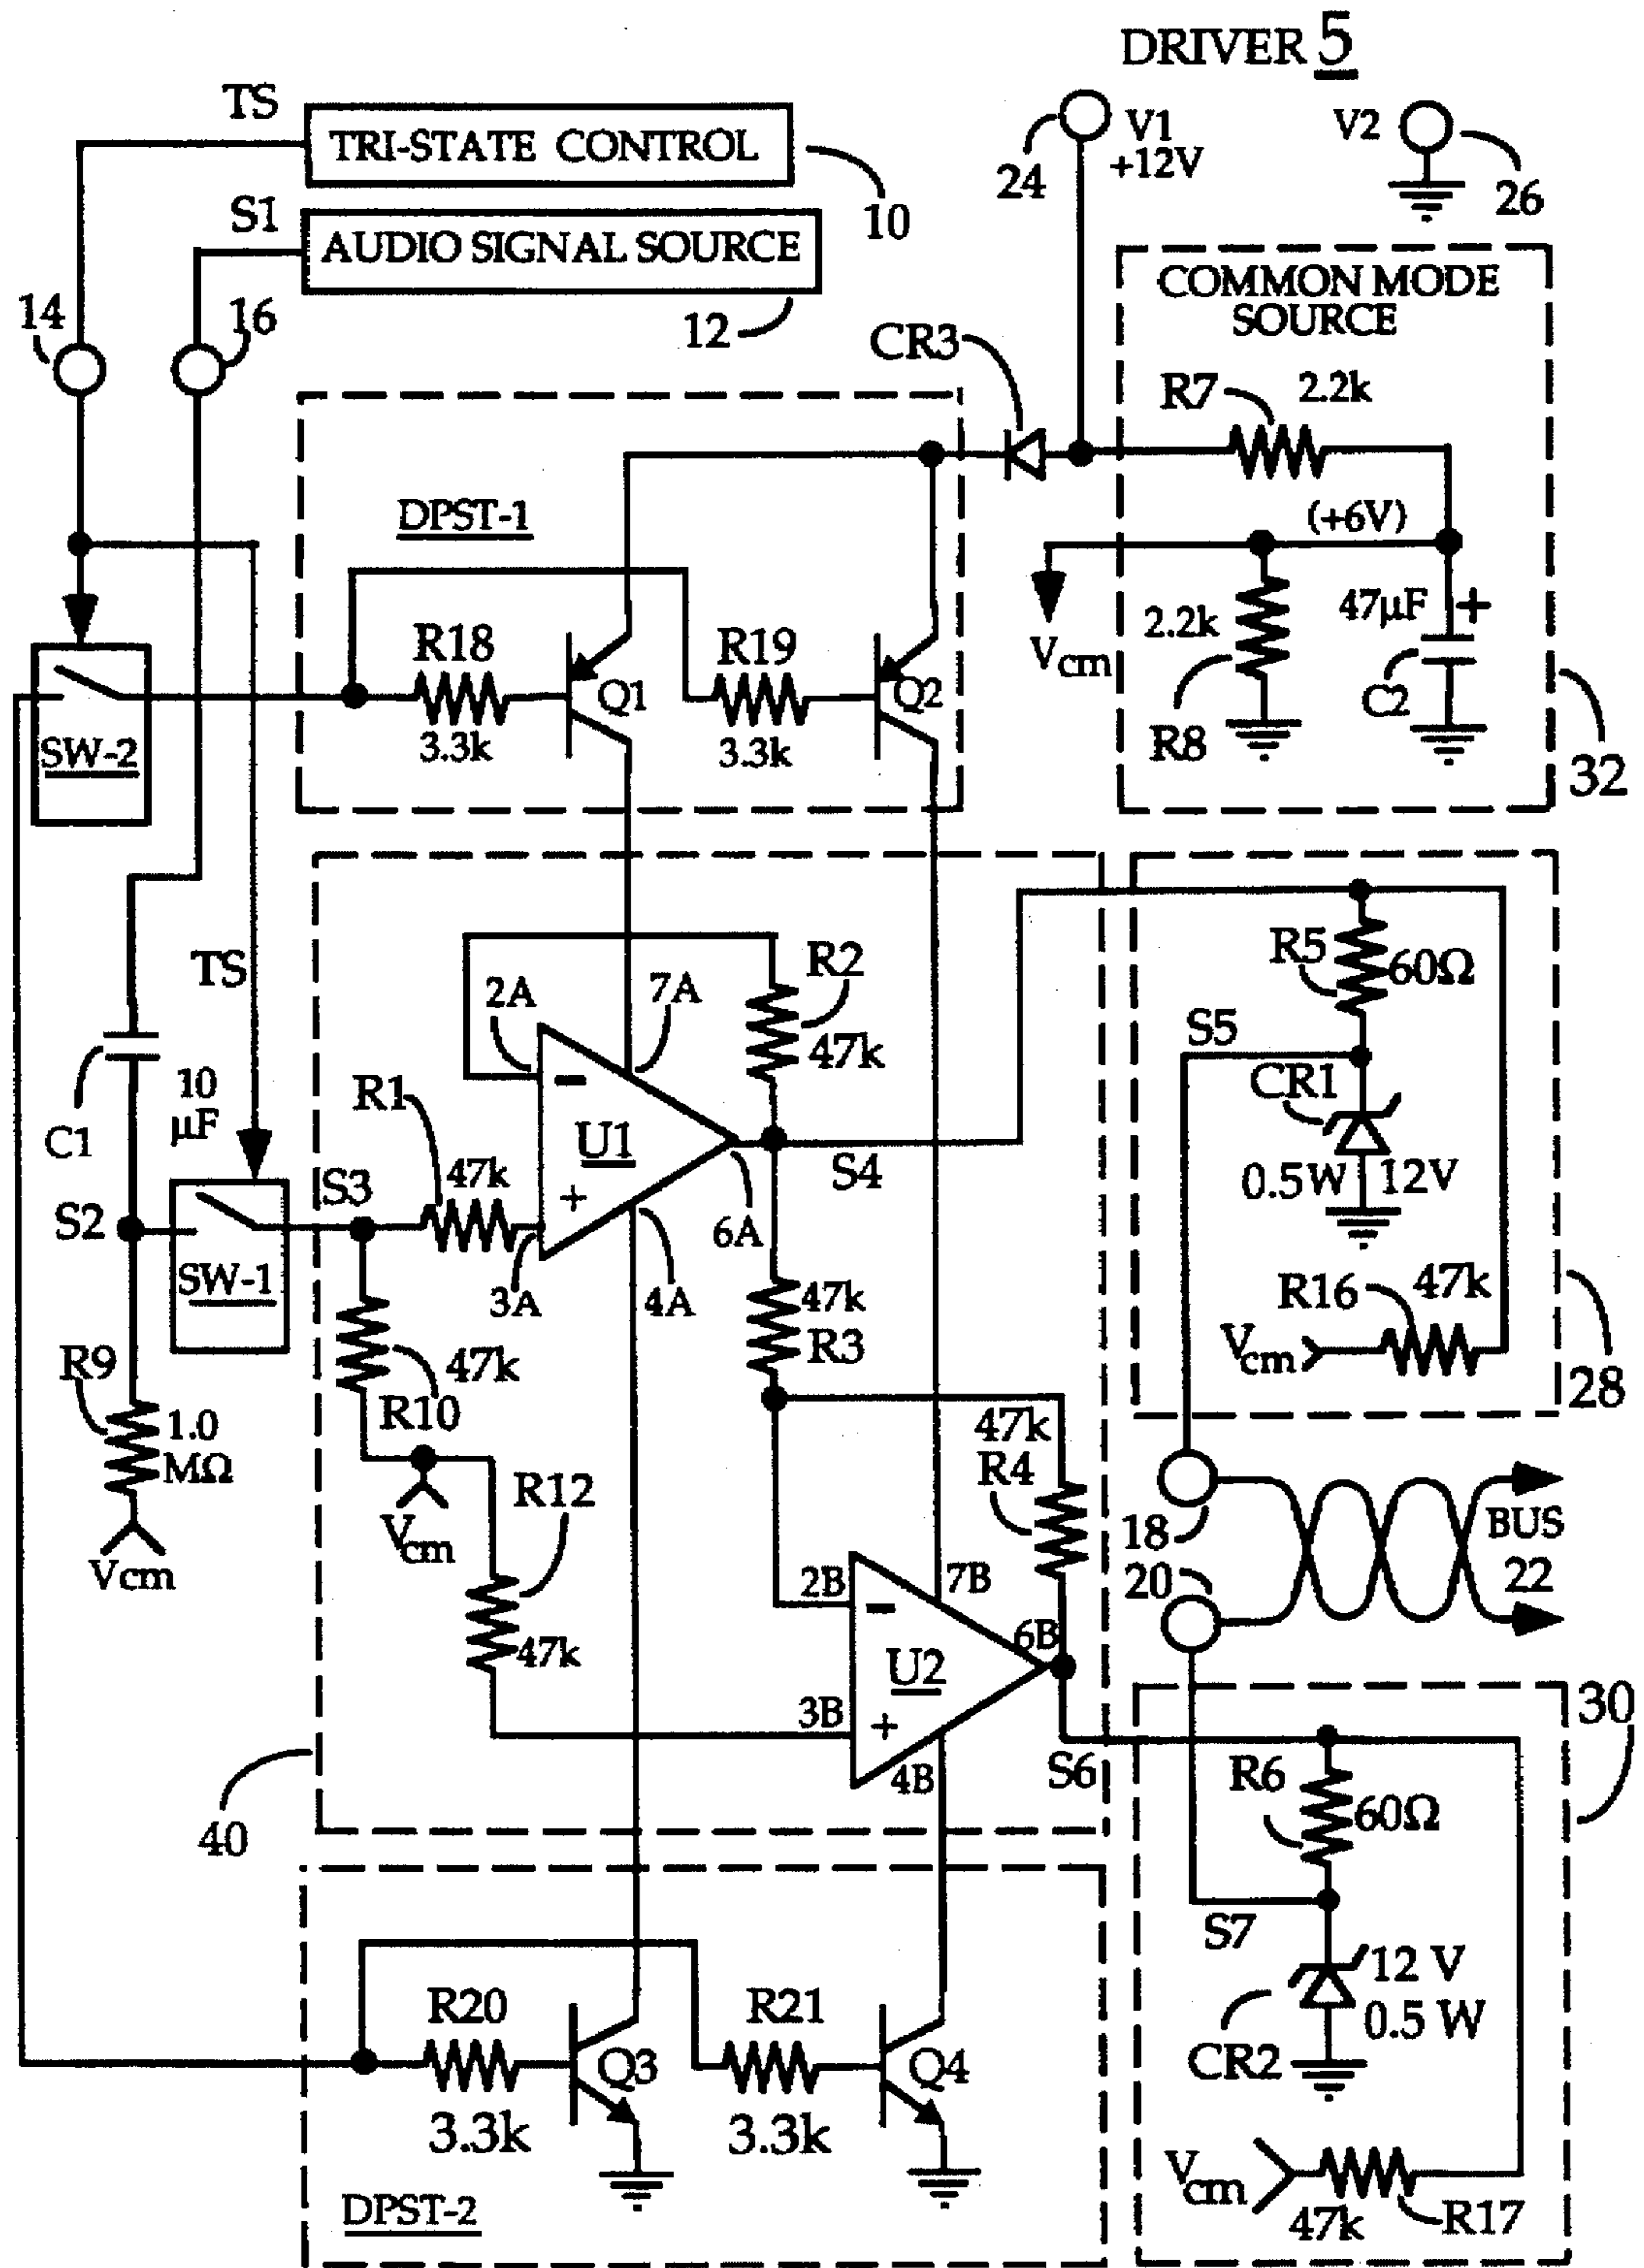 DRIVER 5
TS
TRI-STATE CONTROL
10
S1
AUDIO SIGNAL SOURCE
12
14
16
24
V1
+12V
V2
26
COMMON MODE
SOURCE
CR3
R7
2.2k
(+6V)
DPST-1
Vcm
2.2k
R8
47µF
+
C2
32
R18
3.3k
Q1
R19
3.3k
Q2
SW-2
TS
C1
10
µF
S2
SW-1
S3
R9
1.0
MΩ
Vcm
2A
7A
R2
47k
R1
47k
−
U1
+
3A
4A
6A
S4
R10
47k
Vcm
R12
47k
47k
R3
47k
R4
2B
7B
−
U2
6B
3B
+
4B
S6
40
R5
60Ω
S5
CR1
0.5W
12V
R16
47k
Vcm
28
18
20
BUS
22
30
R6
60Ω
S7
12 V
0.5 W
CR2
Vcm
47k
R17
R20
3.3k
Q3
R21
3.3k
Q4
DPST-2